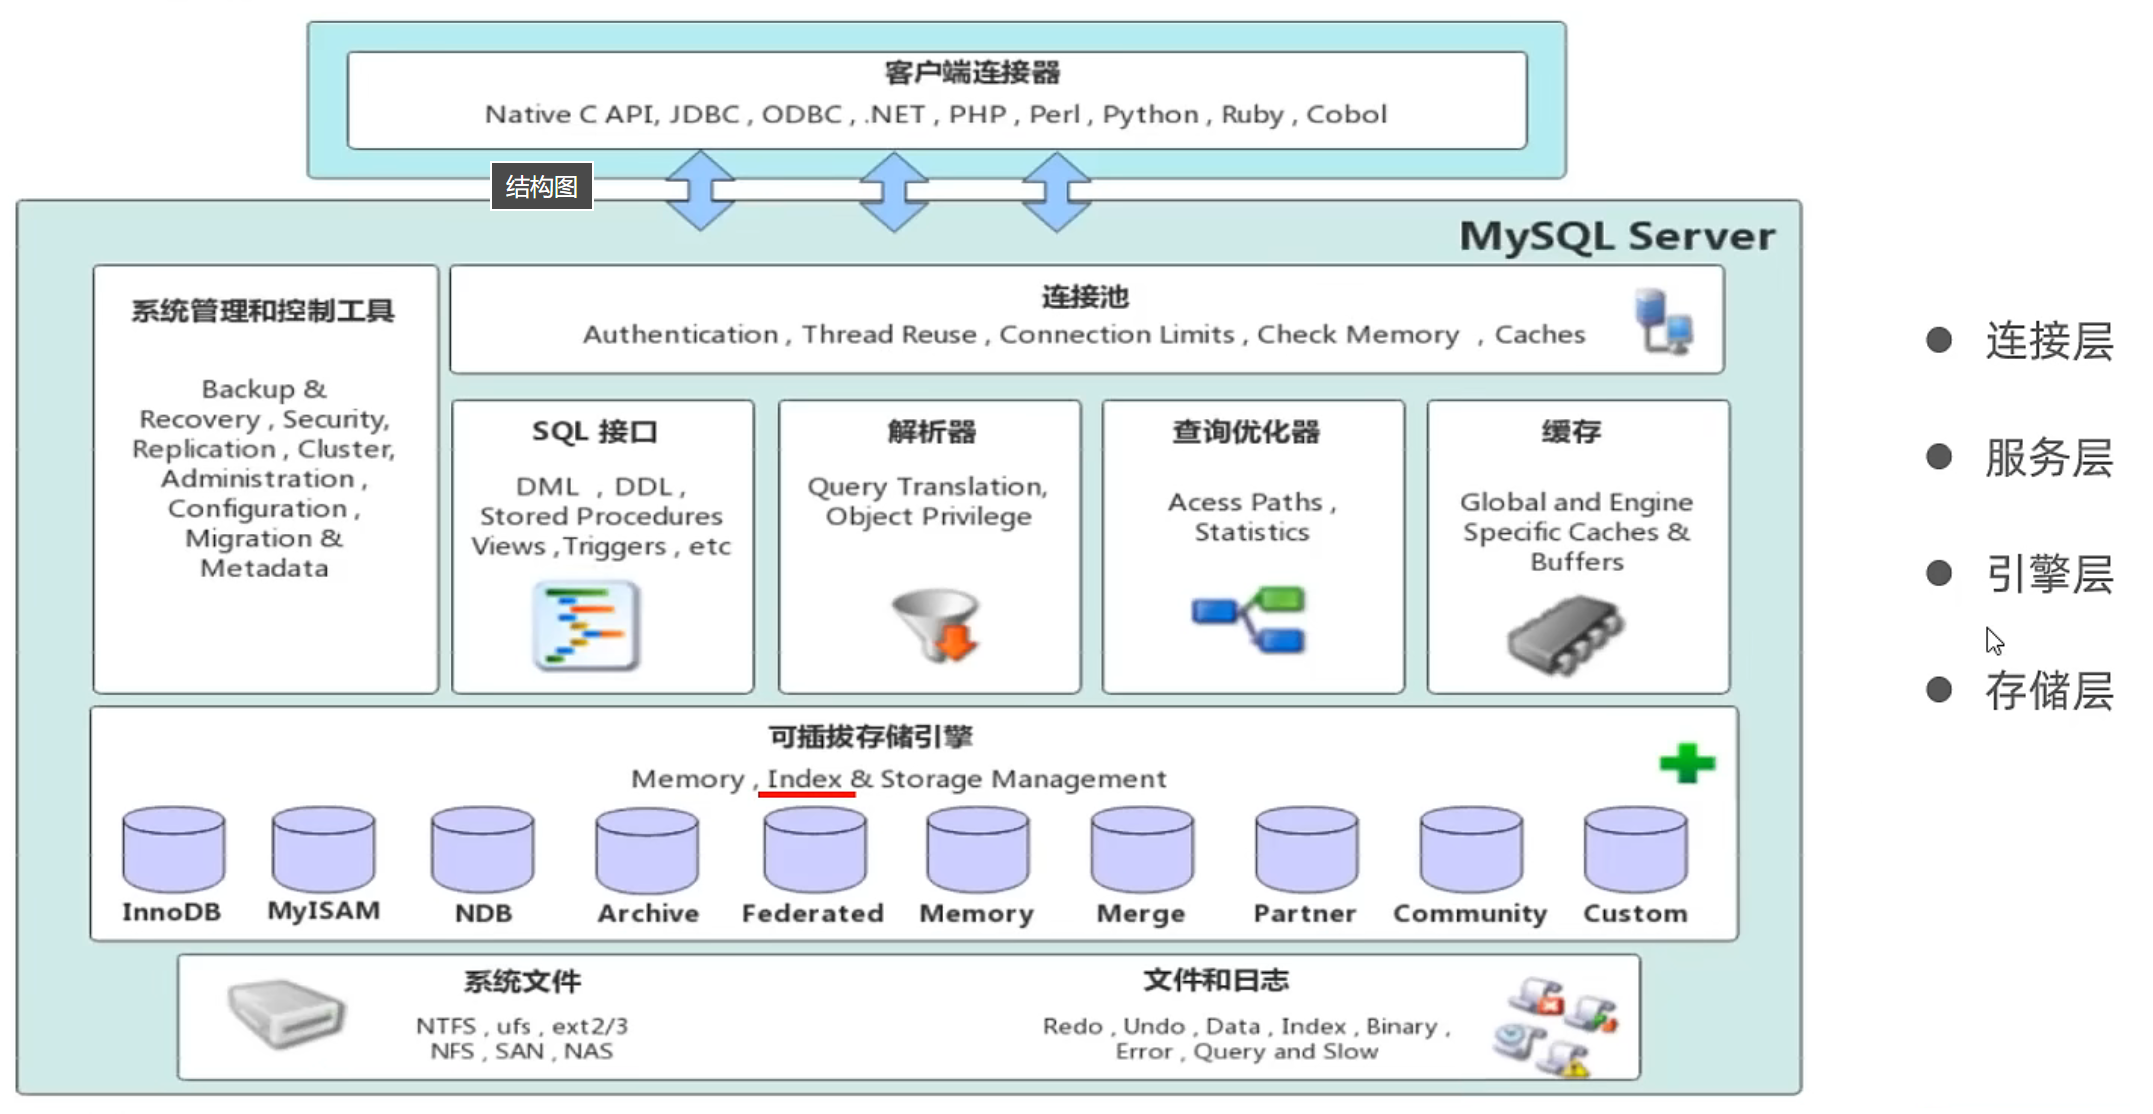 客户端连接器
Native C API, JDBC , ODBC , .NET , PHP , Perl , Python , Ruby , Cobol
结构图
MySQL Server
系统管理和控制工具
Backup &
Recovery , Security,
Replication , Cluster,
Administration ,
Configuration ,
Migration &
Metadata
连接池
Authentication , Thread Reuse , Connection Limits , Check Memory , Caches
SQL 接口
DML , DDL ,
Stored Procedures
Views ,Triggers , etc
解析器
Query Translation,
Object Privilege
查询优化器
Acess Paths ,
Statistics
缓存
Global and Engine
Specific Caches &
Buffers
可插拔存储引擎
Memory , Index & Storage Management
InnoDB
MyISAM
NDB
Archive
Federated
Memory
Merge
Partner
Community
Custom
系统文件
NTFS , ufs , ext2/3
NFS , SAN , NAS
文件和日志
Redo , Undo , Data , Index , Binary ,
Error , Query and Slow
● 连接层
● 服务层
● 引擎层
● 存储层